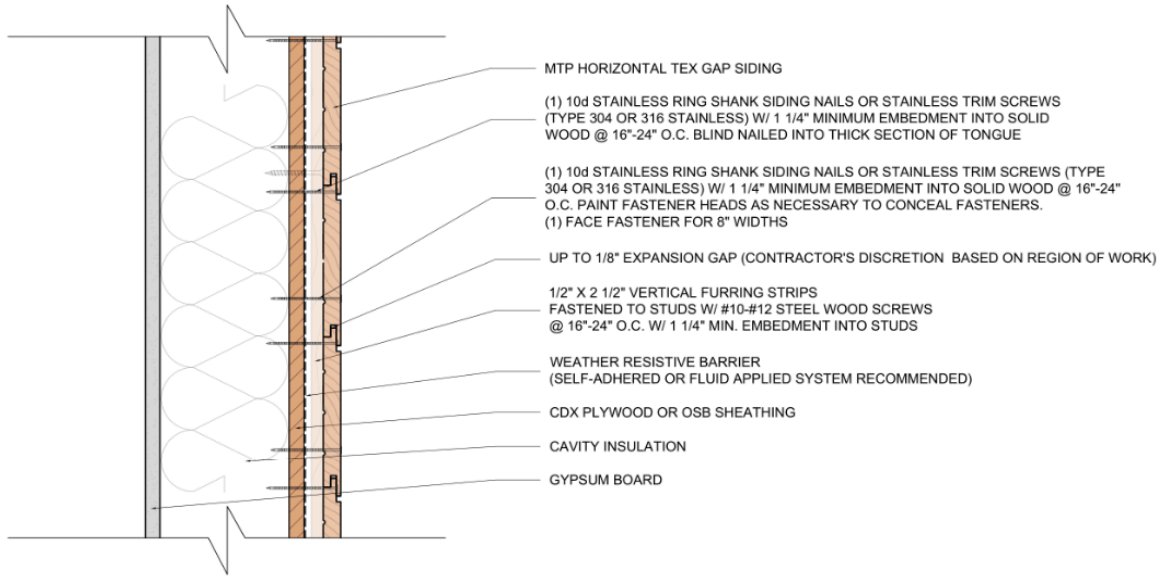 MTP HORIZONTAL TEX GAP SIDING
(1) 10d STAINLESS RING SHANK SIDING NAILS OR STAINLESS TRIM SCREWS
(TYPE 304 OR 316 STAINLESS) W/ 1 1/4" MINIMUM EMBEDMENT INTO SOLID
WOOD @ 16"-24" O.C. BLIND NAILED INTO THICK SECTION OF TONGUE
(1) 10d STAINLESS RING SHANK SIDING NAILS OR STAINLESS TRIM SCREWS (TYPE
304 OR 316 STAINLESS) W/ 1 1/4" MINIMUM EMBEDMENT INTO SOLID WOOD @ 16"-24"
O.C. PAINT FASTENER HEADS AS NECESSARY TO CONCEAL FASTENERS.
(1) FACE FASTENER FOR 8" WIDTHS
UP TO 1/8" EXPANSION GAP (CONTRACTOR'S DISCRETION BASED ON REGION OF WORK)
1/2" X 2 1/2" VERTICAL FURRING STRIPS
FASTENED TO STUDS W/ #10-#12 STEEL WOOD SCREWS
@ 16"-24" O.C. W/ 1 1/4" MIN. EMBEDMENT INTO STUDS
WEATHER RESISTIVE BARRIER
(SELF-ADHERED OR FLUID APPLIED SYSTEM RECOMMENDED)
CDX PLYWOOD OR OSB SHEATHING
CAVITY INSULATION
GYPSUM BOARD